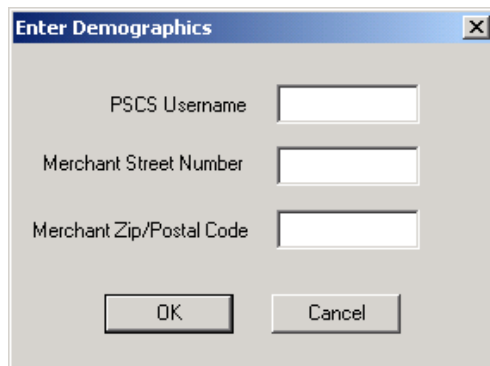 Enter Demographics
PSCS Username
Merchant Street Number
Merchant Zip/Postal Code
OK Cancel